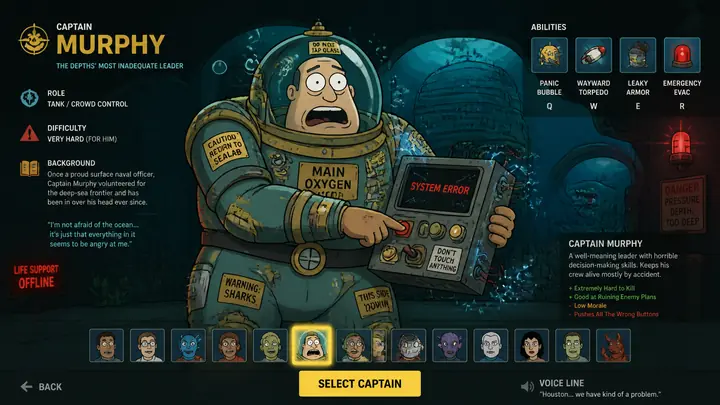 CAPTAIN
MURPHY
THE DEPTHS' MOST INADEQUATE LEADER
ROLE
TANK / CROWD CONTROL
DIFFICULTY
VERY HARD (FOR HIM)
BACKGROUND
Once a proud surface naval officer,
Captain Murphy volunteered for
the deep-sea frontier and has
been in over his head ever since.
"I'm not afraid of the ocean...
it's just that everything in it
seems to be angry at me."
LIFE SUPPORT
OFFLINE
DO NOT
TAP GLASS
CAUTION
RETURN TO
SEALAB
MAIN
OXYGEN
SYSTEM ERROR
DON'T
TOUCH
ANYTHING
WARNING:
SHARKS
THIS SIDE
DOWN
ABILITIES
PANIC
BUBBLE
Q
WAYWARD
TORPEDO
W
LEAKY
ARMOR
E
EMERGENCY
EVAC
R
DANGER
PRESSURE
DEPTH:
TOO DEEP
CAPTAIN MURPHY
A well-meaning leader with horrible
decision-making skills. Keeps his
crew alive mostly by accident.
+ Extremely Hard to Kill
+ Good at Ruining Enemy Plans
- Low Morale
- Pushes All The Wrong Buttons
BACK
SELECT CAPTAIN
VOICE LINE
"Houston... we have kind of a problem."